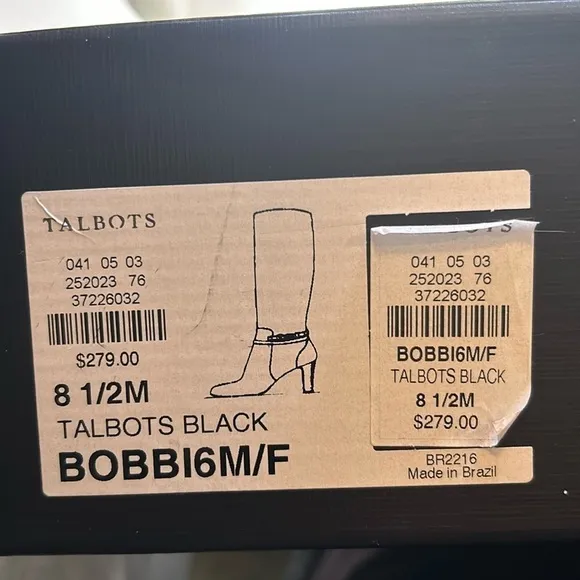 TALBOTS
041 05 03
252023 76
37226032
$279.00
8 1/2M
TALBOTS BLACK
BOBBI6M/F
041 05 03
252023 76
37226032
BOBBI6M/F
TALBOTS BLACK
8 1/2M
$279.00
BR2216
Made in Brazil